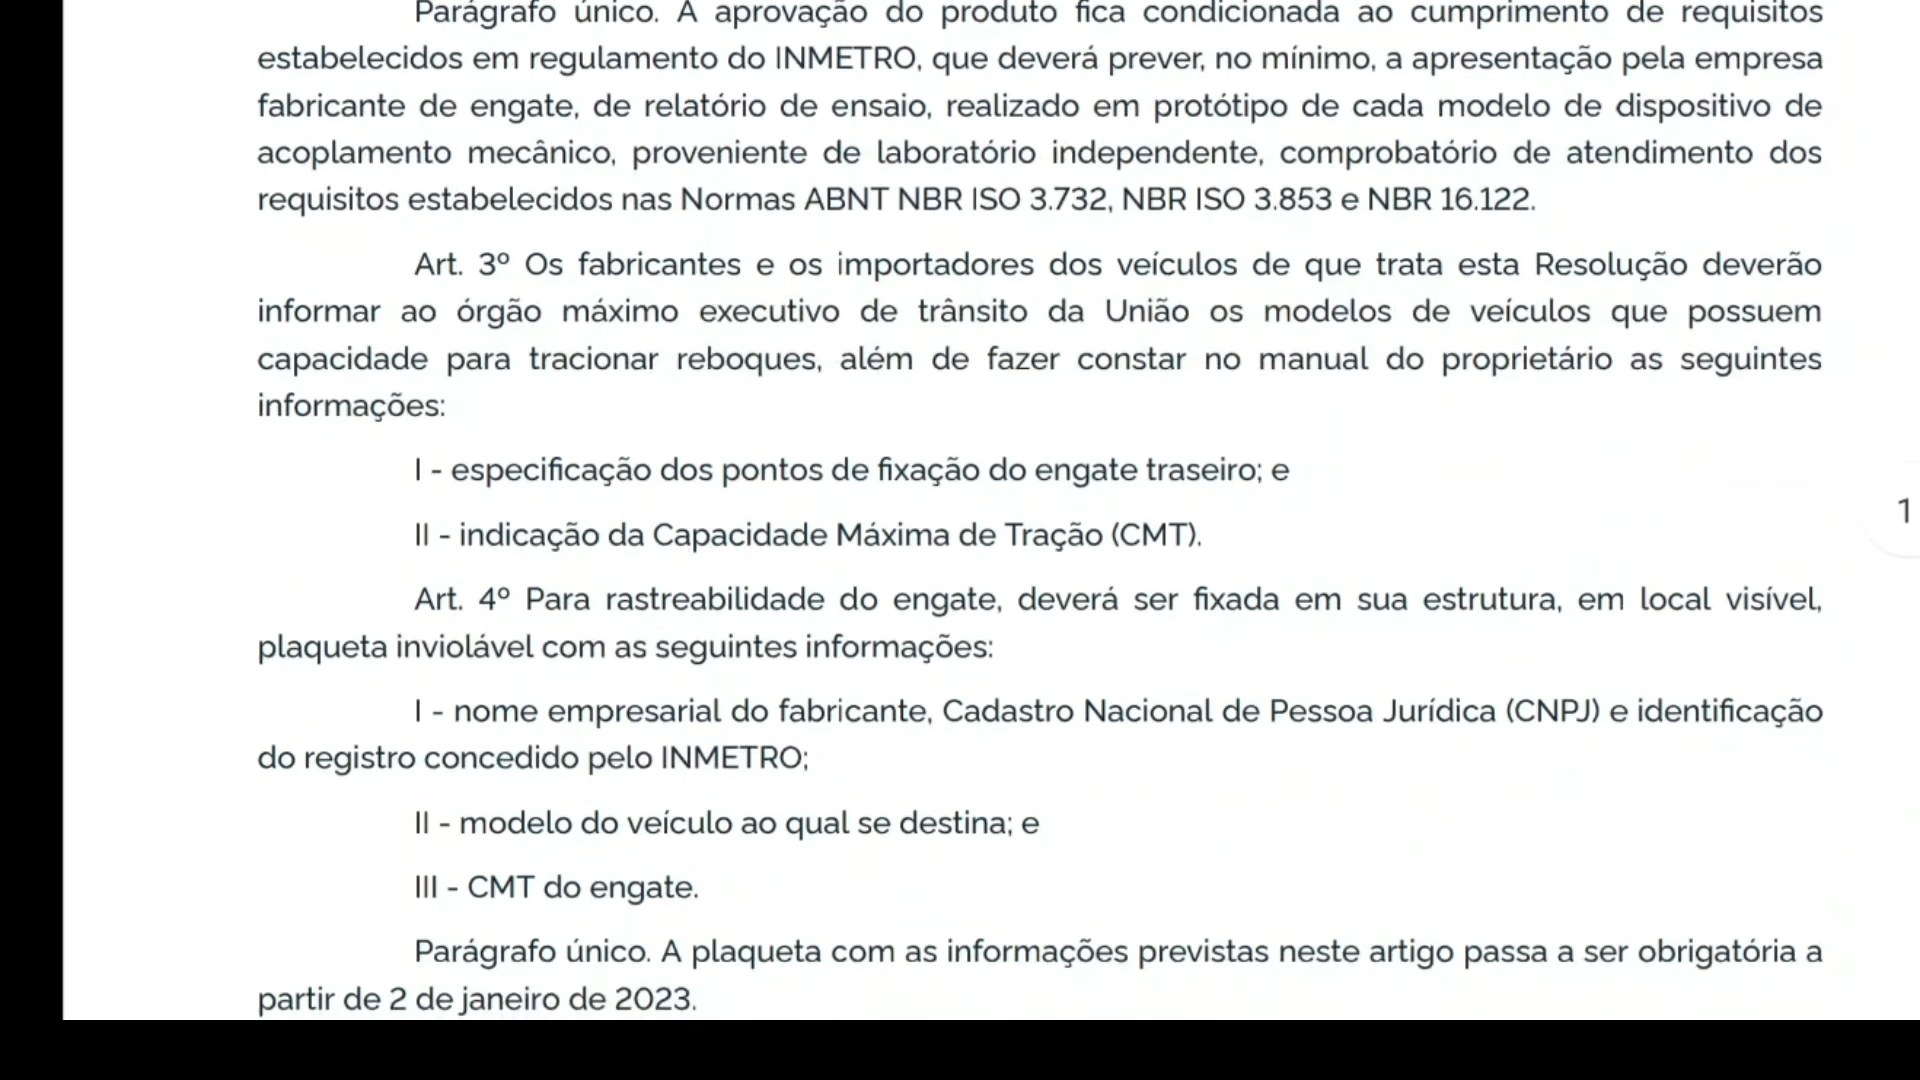 Parágrafo único. A aprovação do produto fica condicionada ao cumprimento de requisitos
estabelecidos em regulamento do INMETRO, que deverá prever, no mínimo, a apresentação pela empresa
fabricante de engate, de relatório de ensaio, realizado em protótipo de cada modelo de dispositivo de
acoplamento mecânico, proveniente de laboratório independente, comprobatório de atendimento dos
requisitos estabelecidos nas Normas ABNT NBR ISO 3.732, NBR ISO 3.853 e NBR 16.122.
Art. 3º Os fabricantes e os importadores dos veículos de que trata esta Resolução deverão
informar ao órgão máximo executivo de trânsito da União os modelos de veículos que possuem
capacidade para tracionar reboques, além de fazer constar no manual do proprietário as seguintes
informações:
I - especificação dos pontos de fixação do engate traseiro; e
1
II - indicação da Capacidade Máxima de Tração (CMT).
Art. 4º Para rastreabilidade do engate, deverá ser fixada em sua estrutura, em local visível,
plaqueta inviolável com as seguintes informações:
I - nome empresarial do fabricante, Cadastro Nacional de Pessoa Jurídica (CNPJ) e identificação
do registro concedido pelo INMETRO;
II - modelo do veículo ao qual se destina; e
III - CMT do engate.
Parágrafo único. A plaqueta com as informações previstas neste artigo passa a ser obrigatória a
partir de 2 de janeiro de 2023.